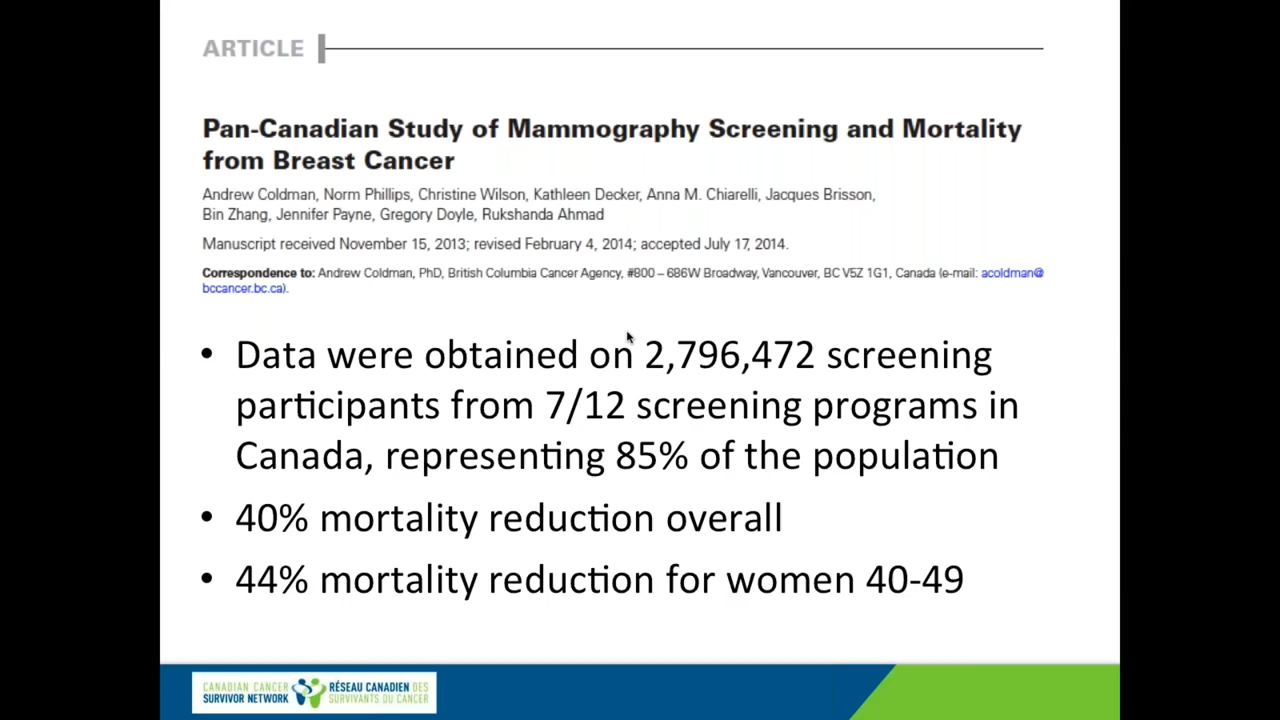 ARTICLE
Pan-Canadian Study of Mammography Screening and Mortality
from Breast Cancer
Andrew Coldman, Norm Phillips, Christine Wilson, Kathleen Decker, Anna M. Chiarelli, Jacques Brisson,
Bin Zhang, Jennifer Payne, Gregory Doyle, Rukshanda Ahmad
Manuscript received November 15, 2013; revised February 4, 2014; accepted July 17, 2014.
Correspondence to: Andrew Coldman, PhD, British Columbia Cancer Agency, #800 – 686W Broadway, Vancouver, BC V5Z 1G1, Canada (e-mail: acoldman@
bccancer.bc.ca).
• Data were obtained on 2,796,472 screening
participants from 7/12 screening programs in
Canada, representing 85% of the population
• 40% mortality reduction overall
• 44% mortality reduction for women 40-49
CANADIAN CANCER
SURVIVOR NETWORK
RÉSEAU CANADIEN DES
SURVIVANTS DU CANCER